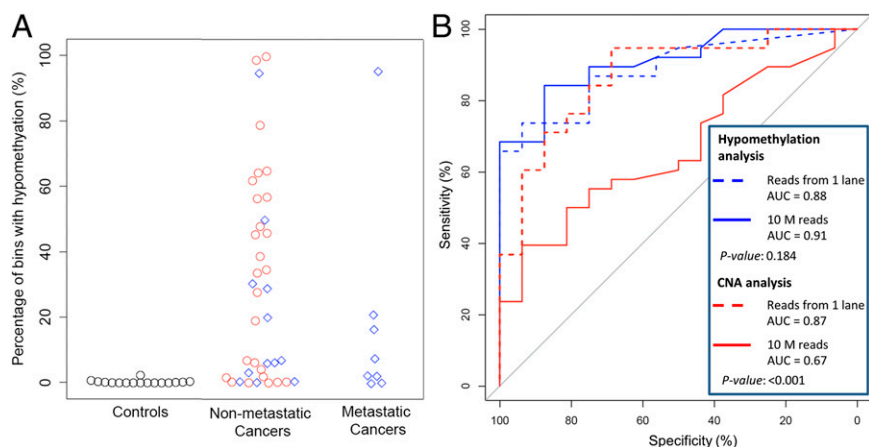 A
Percentage of bins with hypomethylation (%)
100
80
60
40
20
0
Controls
Non-metastatic
Cancers
Metastatic
Cancers
B
Sensitivity (%)
100
80
60
40
20
0
Hypomethylation
analysis
Reads from 1 lane
AUC = 0.88
10 M reads
AUC = 0.91
P-value: 0.184
CNA analysis
Reads from 1 lane
AUC = 0.87
10 M reads
AUC = 0.67
P-value: <0.001
100
80
60
40
20
0
Specificity (%)